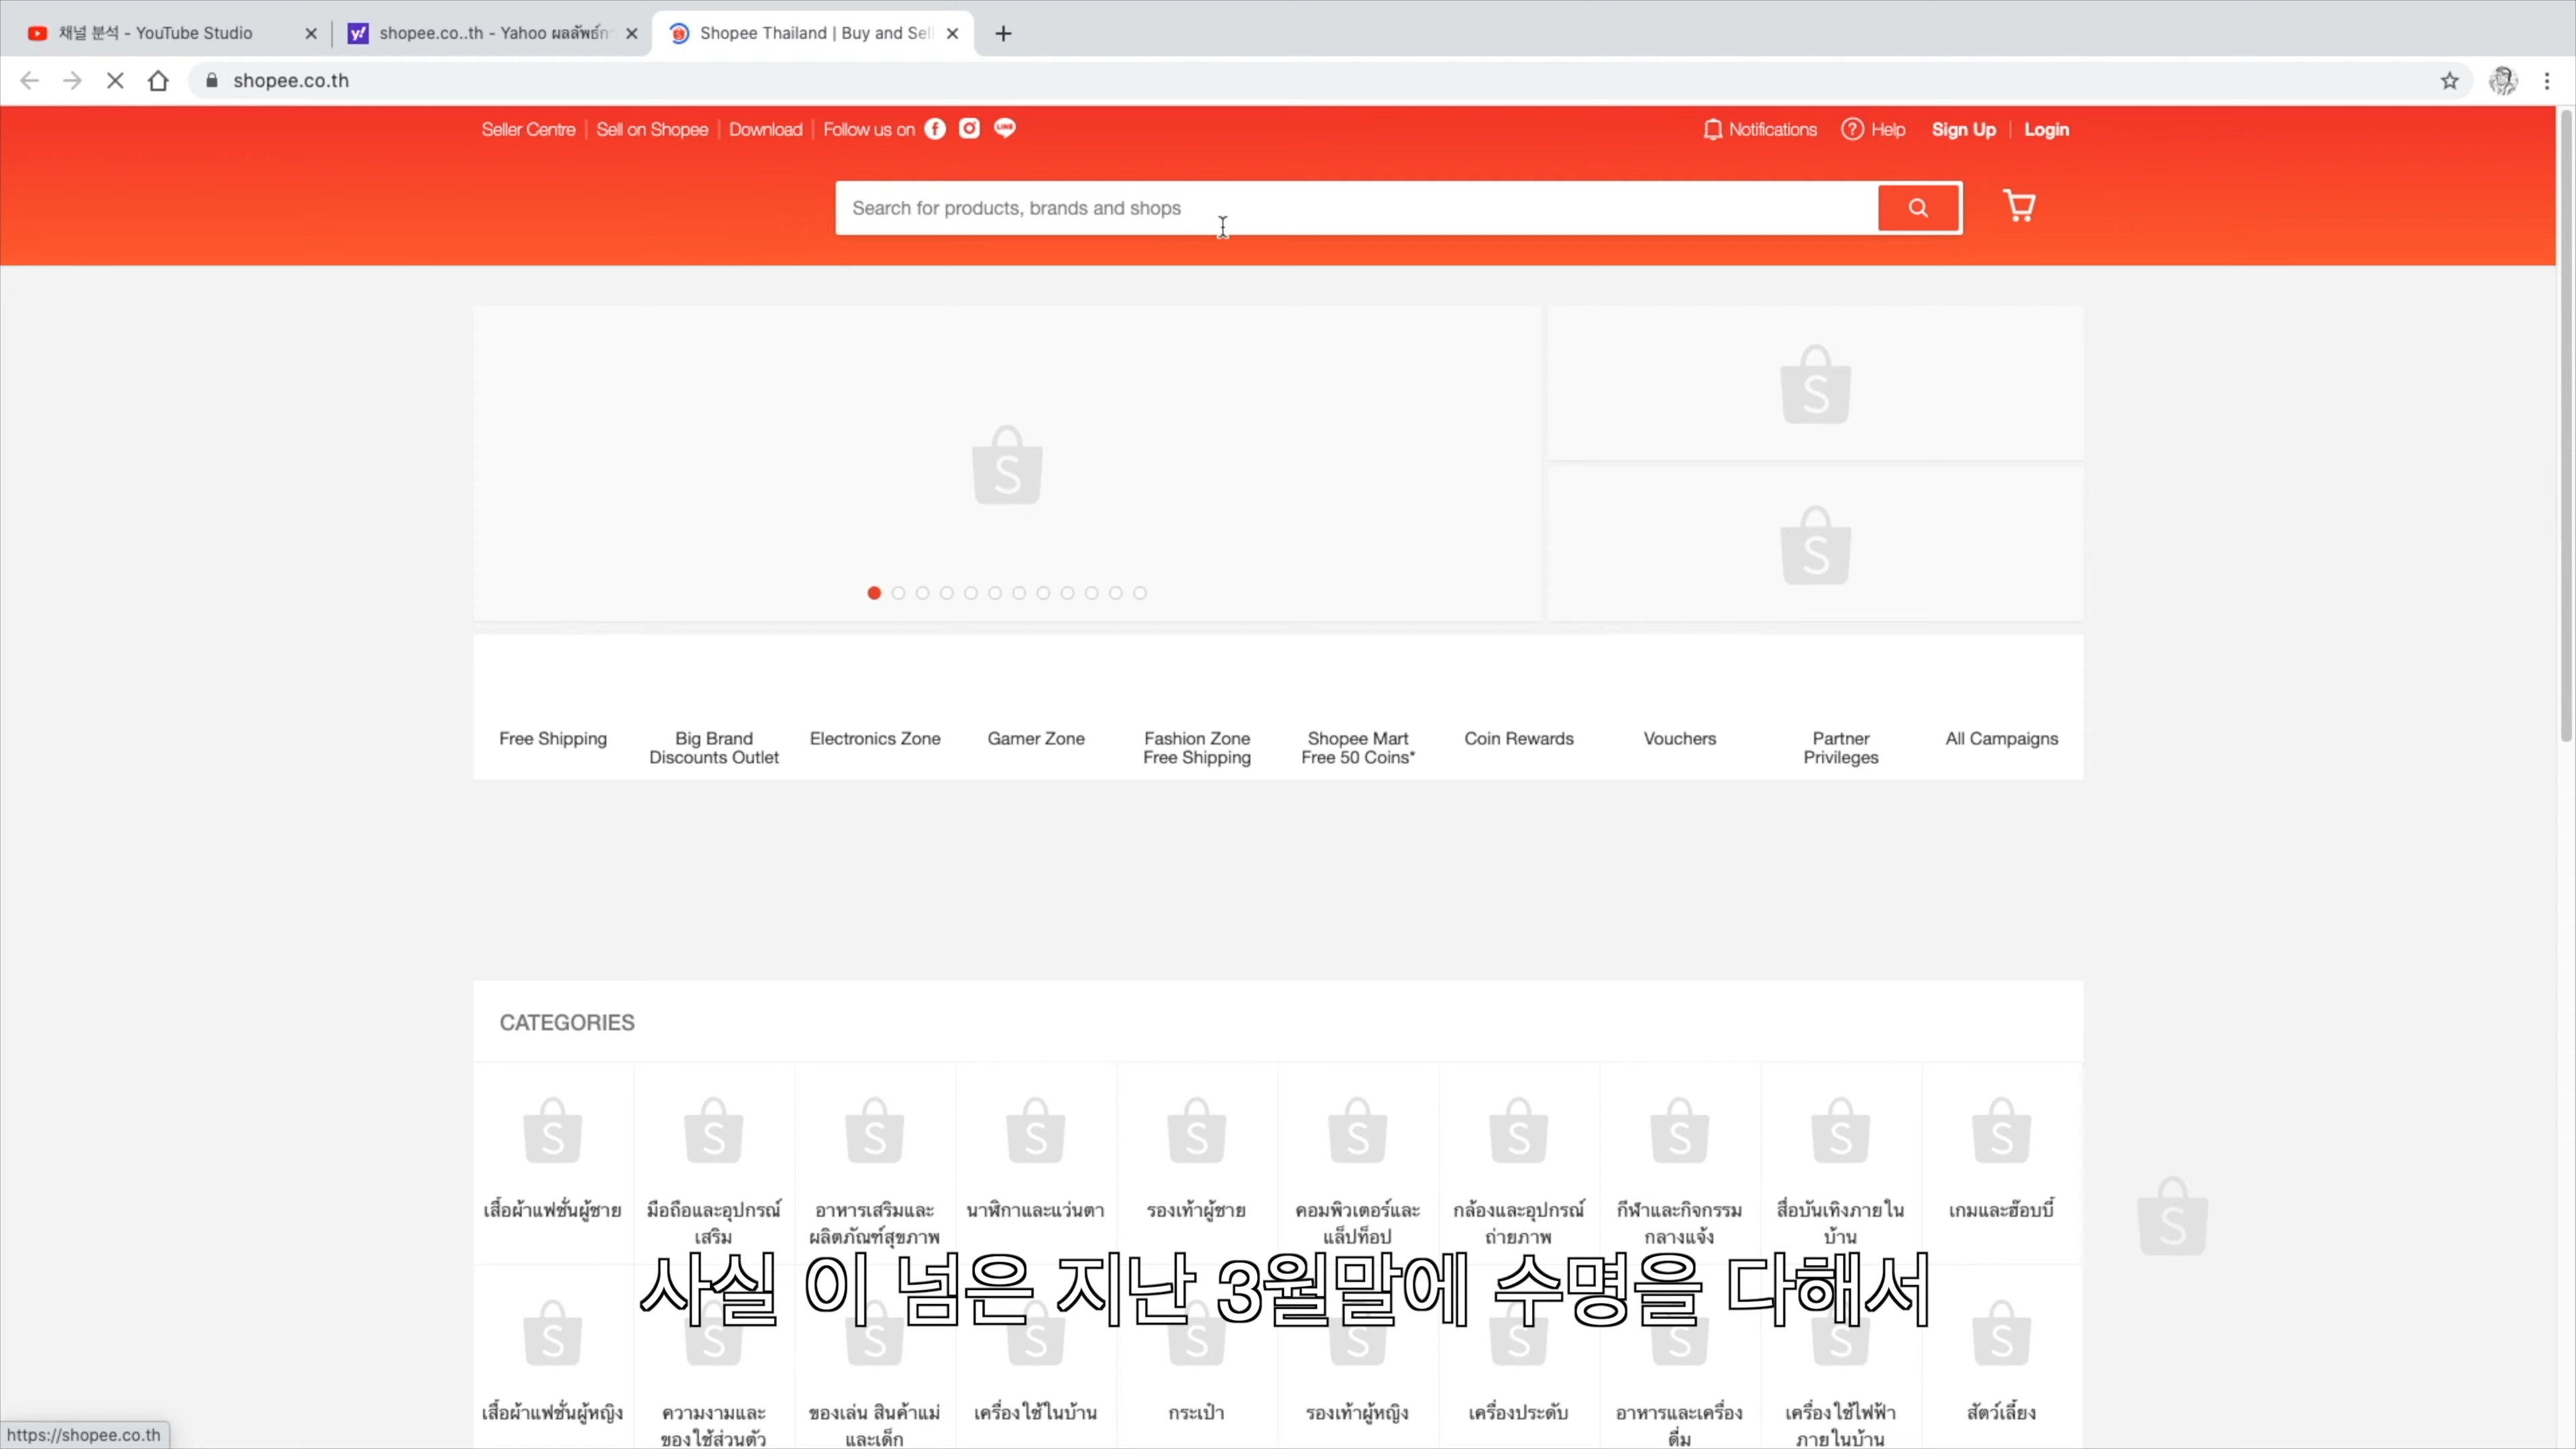 채널 분석 - YouTube Studio
shopee.co..th - Yahoo ผลลัพธ์กา
Shopee Thailand | Buy and Sell
shopee.co.th
Seller Centre | Sell on Shopee | Download | Follow us on
LINE
Notifications
Help
Sign Up | Login
Search for products, brands and shops
Free Shipping
Big Brand
Discounts Outlet
Electronics Zone
Gamer Zone
Fashion Zone
Free Shipping
Shopee Mart
Free 50 Coins*
Coin Rewards
Vouchers
Partner
Privileges
All Campaigns
CATEGORIES
เสื้อผ้าแฟชั่นผู้ชาย
มือถือและอุปกรณ์
เสริม
อาหารเสริมและ
ผลิตภัณฑ์สุขภาพ
นาฬิกาและแว่นตา
รองเท้าผู้ชาย
คอมพิวเตอร์และ
แล็ปท็อป
กล้องและอุปกรณ์
ถ่ายภาพ
กีฬาและกิจกรรม
กลางแจ้ง
สื่อบันเทิงภายใน
บ้าน
เกมและฮ๊อบบี้
사실 이 넘은 지난 3월말에 수명을 다해서
เสื้อผ้าแฟชั่นผู้หญิง
ความงามและ
ของใช้ส่วนตัว
ของเล่น สินค้าแม่
และเด็ก
เครื่องใช้ในบ้าน
กระเป๋า
รองเท้าผู้หญิง
เครื่องประดับ
อาหารและเครื่อง
ดื่ม
เครื่องใช้ไฟฟ้า
ภายในบ้าน
สัตว์เลี้ยง
https://shopee.co.th